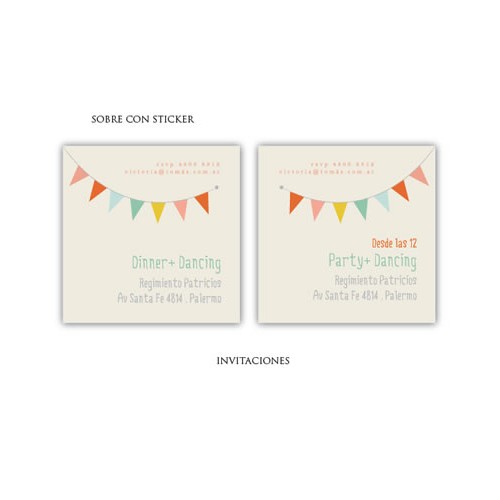 SOBRE CON STICKER
Dinner+ Dancing
Regimiento Patricios
Av Santa Fe 4814 . Palermo
Desde las 12
Party+ Dancing
Regimiento Patricios
Av Santa Fe 4814 . Palermo
INVITACIONES